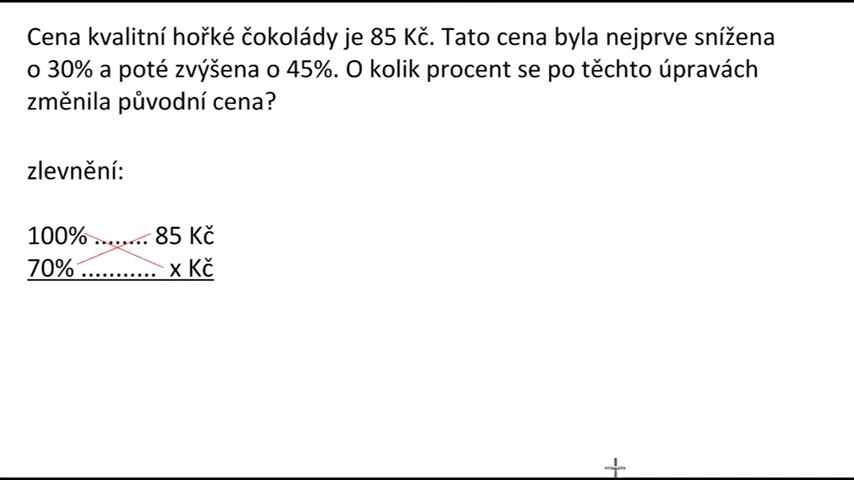 Cena kvalitní hořké čokolády je 85 Kč. Tato cena byla nejprve snížena
o 30% a poté zvýšena o 45%. O kolik procent se po těchto úpravách
změnila původní cena?
zlevnění:
100% ........ 85 Kč
70% ........... x Kč